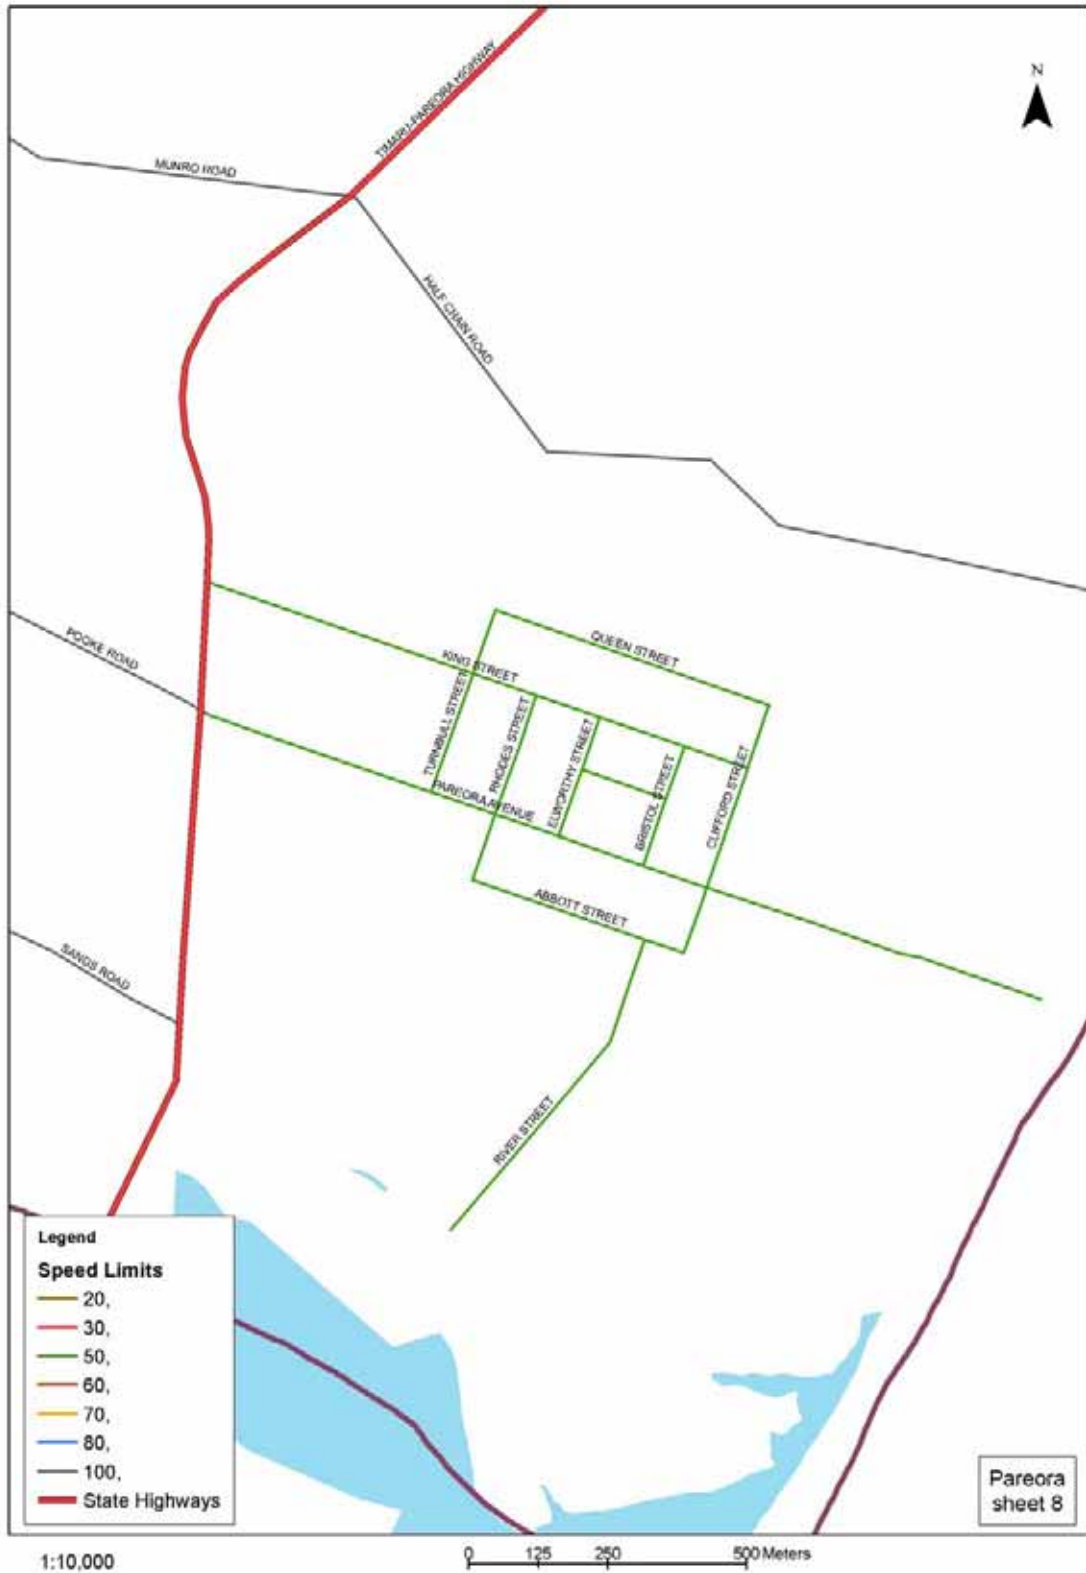 N
TIMARU-PAREORA HIGHWAY
MUNRO ROAD
HALF CHAIN ROAD
QUEEN STREET
POOKE ROAD
KING STREET
TURNBULL STREET
RHODES STREET
ELWORTHY STREET
BRISTOL STREET
CLIFFORD STREET
PAREORA AVENUE
ABBOTT STREET
SANDS ROAD
RIVER STREET
Legend
Speed Limits
20,
30,
50,
60,
70,
80,
100,
State Highways
Pareora
sheet 8
1:10,000
0 125 250 500 Meters